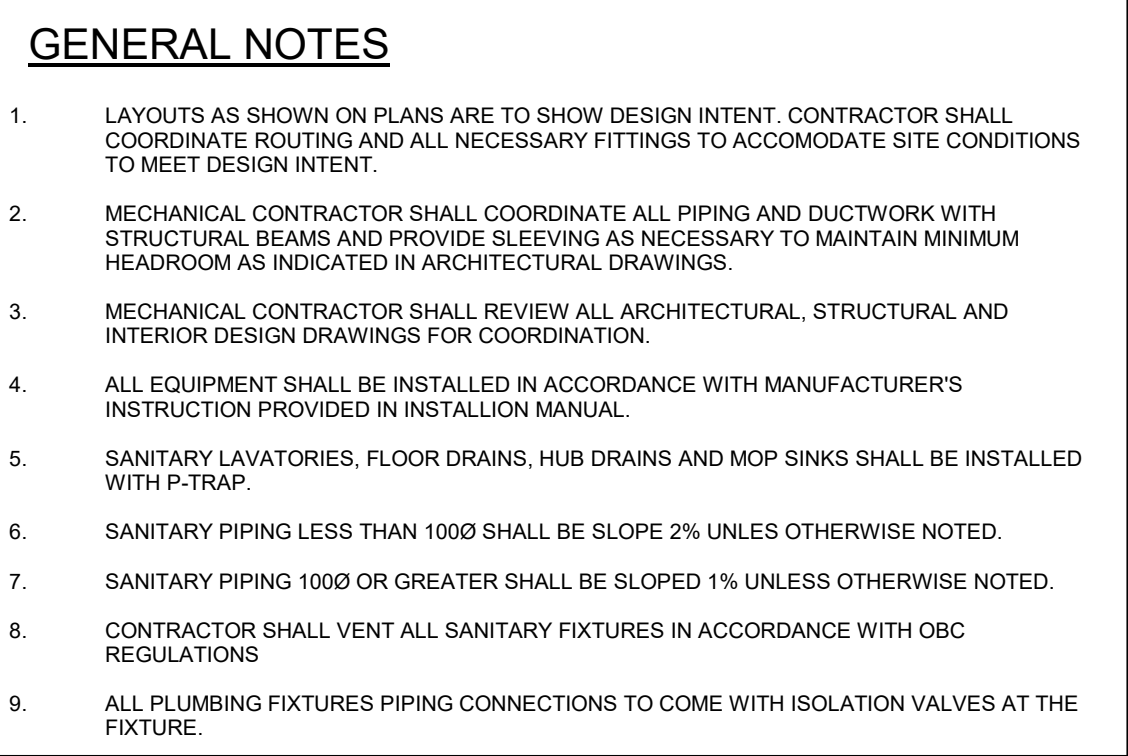 GENERAL NOTES
1. LAYOUTS AS SHOWN ON PLANS ARE TO SHOW DESIGN INTENT. CONTRACTOR SHALL
COORDINATE ROUTING AND ALL NECESSARY FITTINGS TO ACCOMODATE SITE CONDITIONS
TO MEET DESIGN INTENT.
2. MECHANICAL CONTRACTOR SHALL COORDINATE ALL PIPING AND DUCTWORK WITH
STRUCTURAL BEAMS AND PROVIDE SLEEVING AS NECESSARY TO MAINTAIN MINIMUM
HEADROOM AS INDICATED IN ARCHITECTURAL DRAWINGS.
3. MECHANICAL CONTRACTOR SHALL REVIEW ALL ARCHITECTURAL, STRUCTURAL AND
INTERIOR DESIGN DRAWINGS FOR COORDINATION.
4. ALL EQUIPMENT SHALL BE INSTALLED IN ACCORDANCE WITH MANUFACTURER'S
INSTRUCTION PROVIDED IN INSTALLION MANUAL.
5. SANITARY LAVATORIES, FLOOR DRAINS, HUB DRAINS AND MOP SINKS SHALL BE INSTALLED
WITH P-TRAP.
6. SANITARY PIPING LESS THAN 100Ø SHALL BE SLOPE 2% UNLES OTHERWISE NOTED.
7. SANITARY PIPING 100Ø OR GREATER SHALL BE SLOPED 1% UNLESS OTHERWISE NOTED.
8. CONTRACTOR SHALL VENT ALL SANITARY FIXTURES IN ACCORDANCE WITH OBC
REGULATIONS
9. ALL PLUMBING FIXTURES PIPING CONNECTIONS TO COME WITH ISOLATION VALVES AT THE
FIXTURE.